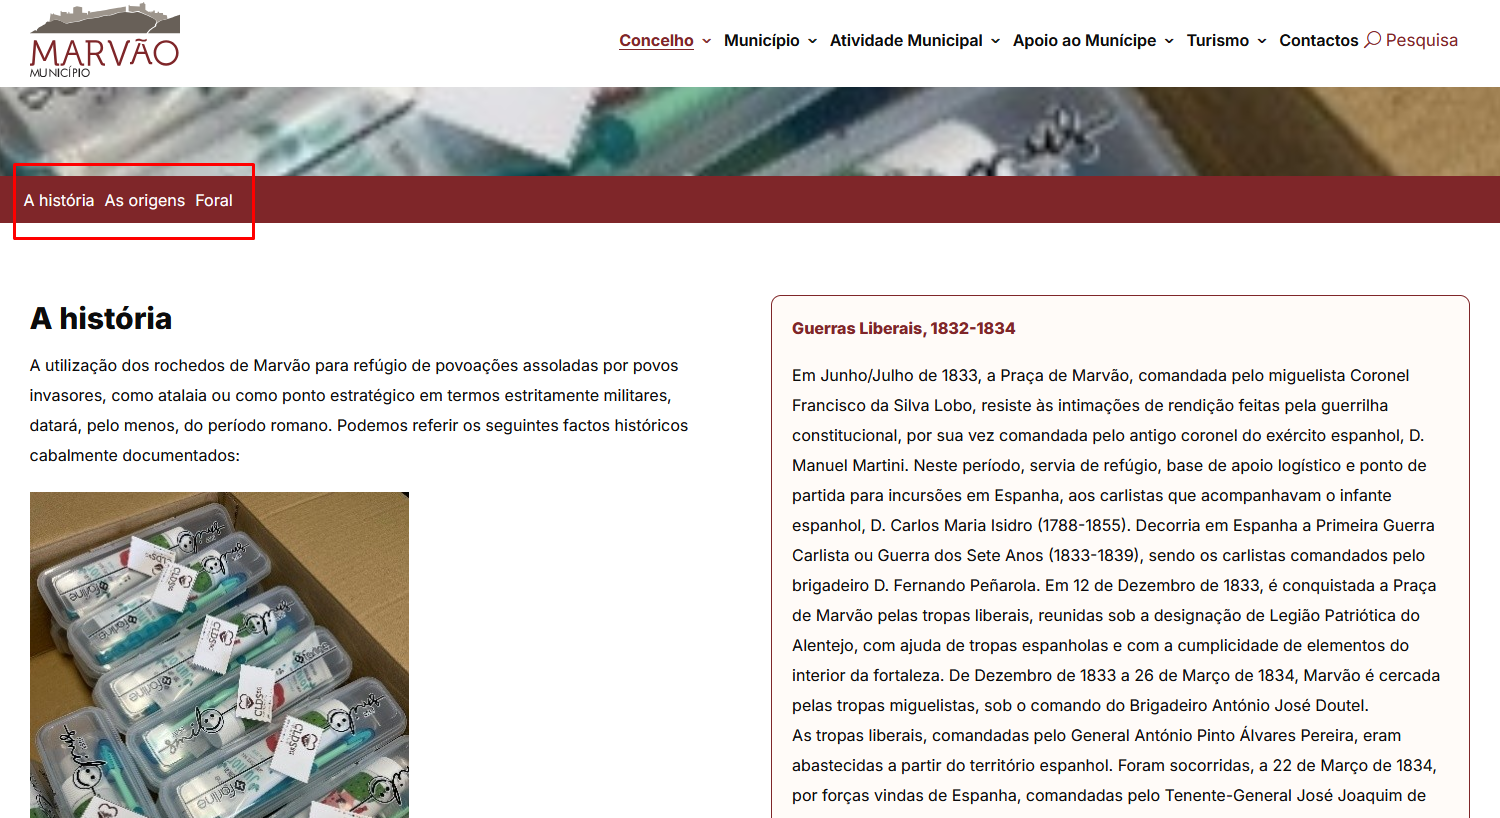 MARVÃO
MUNICÍPIO
Concelho Município Atividade Municipal Apoio ao Munícipe Turismo Contactos Pesquisa
A história As origens Foral
A história
A utilização dos rochedos de Marvão para refúgio de povoações assoladas por povos
invasores, como atalaia ou como ponto estratégico em termos estritamente militares,
datará, pelo menos, do período romano. Podemos referir os seguintes factos históricos
cabalmente documentados:
Guerras Liberais, 1832-1834
Em Junho/Julho de 1833, a Praça de Marvão, comandada pelo miguelista Coronel
Francisco da Silva Lobo, resiste às intimações de rendição feitas pela guerrilha
constitucional, por sua vez comandada pelo antigo coronel do exército espanhol, D.
Manuel Martini. Neste período, servia de refúgio, base de apoio logístico e ponto de
partida para incursões em Espanha, aos carlistas que acompanhavam o infante
espanhol, D. Carlos Maria Isidro (1788-1855). Decorria em Espanha a Primeira Guerra
Carlista ou Guerra dos Sete Anos (1833-1839), sendo os carlistas comandados pelo
brigadeiro D. Fernando Peñarola. Em 12 de Dezembro de 1833, é conquistada a Praça
de Marvão pelas tropas liberais, reunidas sob a designação de Legião Patriótica do
Alentejo, com ajuda de tropas espanholas e com a cumplicidade de elementos do
interior da fortaleza. De Dezembro de 1833 a 26 de Março de 1834, Marvão é cercada
pelas tropas miguelistas, sob o comando do Brigadeiro António José Doutel.
As tropas liberais, comandadas pelo General António Pinto Álvares Pereira, eram
abastecidas a partir do território espanhol. Foram socorridas, a 22 de Março de 1834,
por forças vindas de Espanha, comandadas pelo Tenente-General José Joaquim de